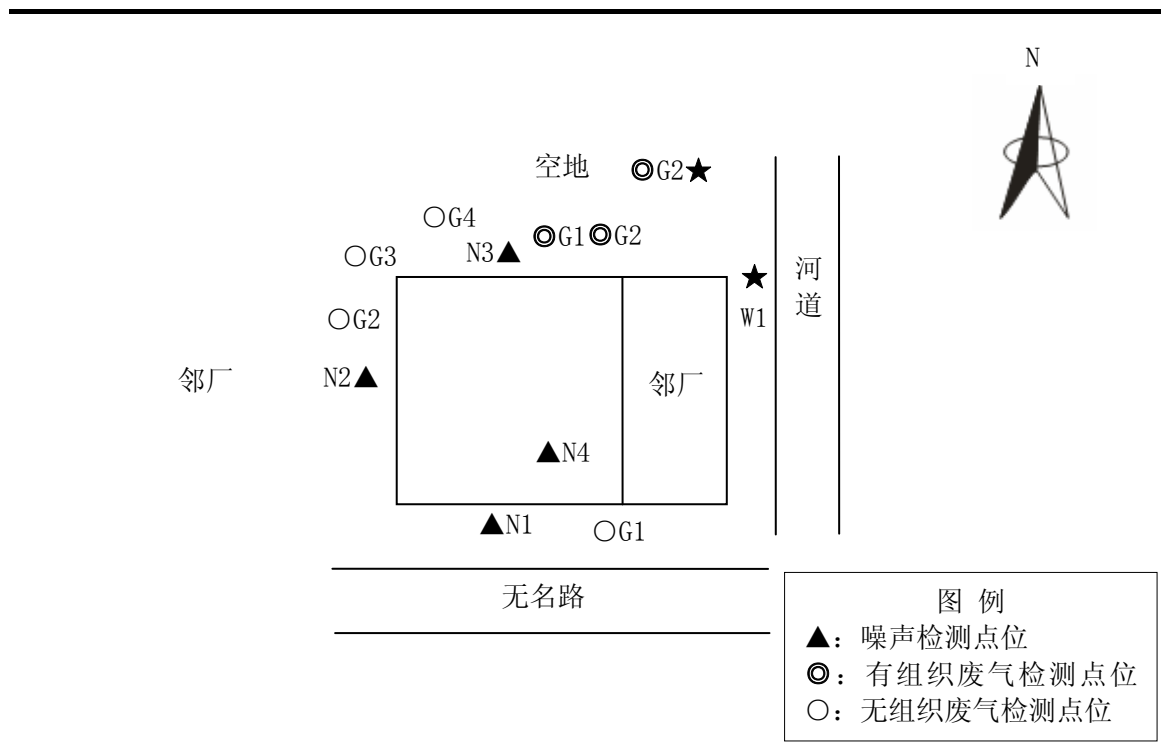 N
空地 ◎G2★
○G4
N3▲ ◎G1 ◎G2
○G3
河道
★
○G2
W1
邻厂
N2▲
邻厂
▲N4
▲N1
○G1
无名路
图 例
▲：噪声检测点位
◎：有组织废气检测点位
○：无组织废气检测点位